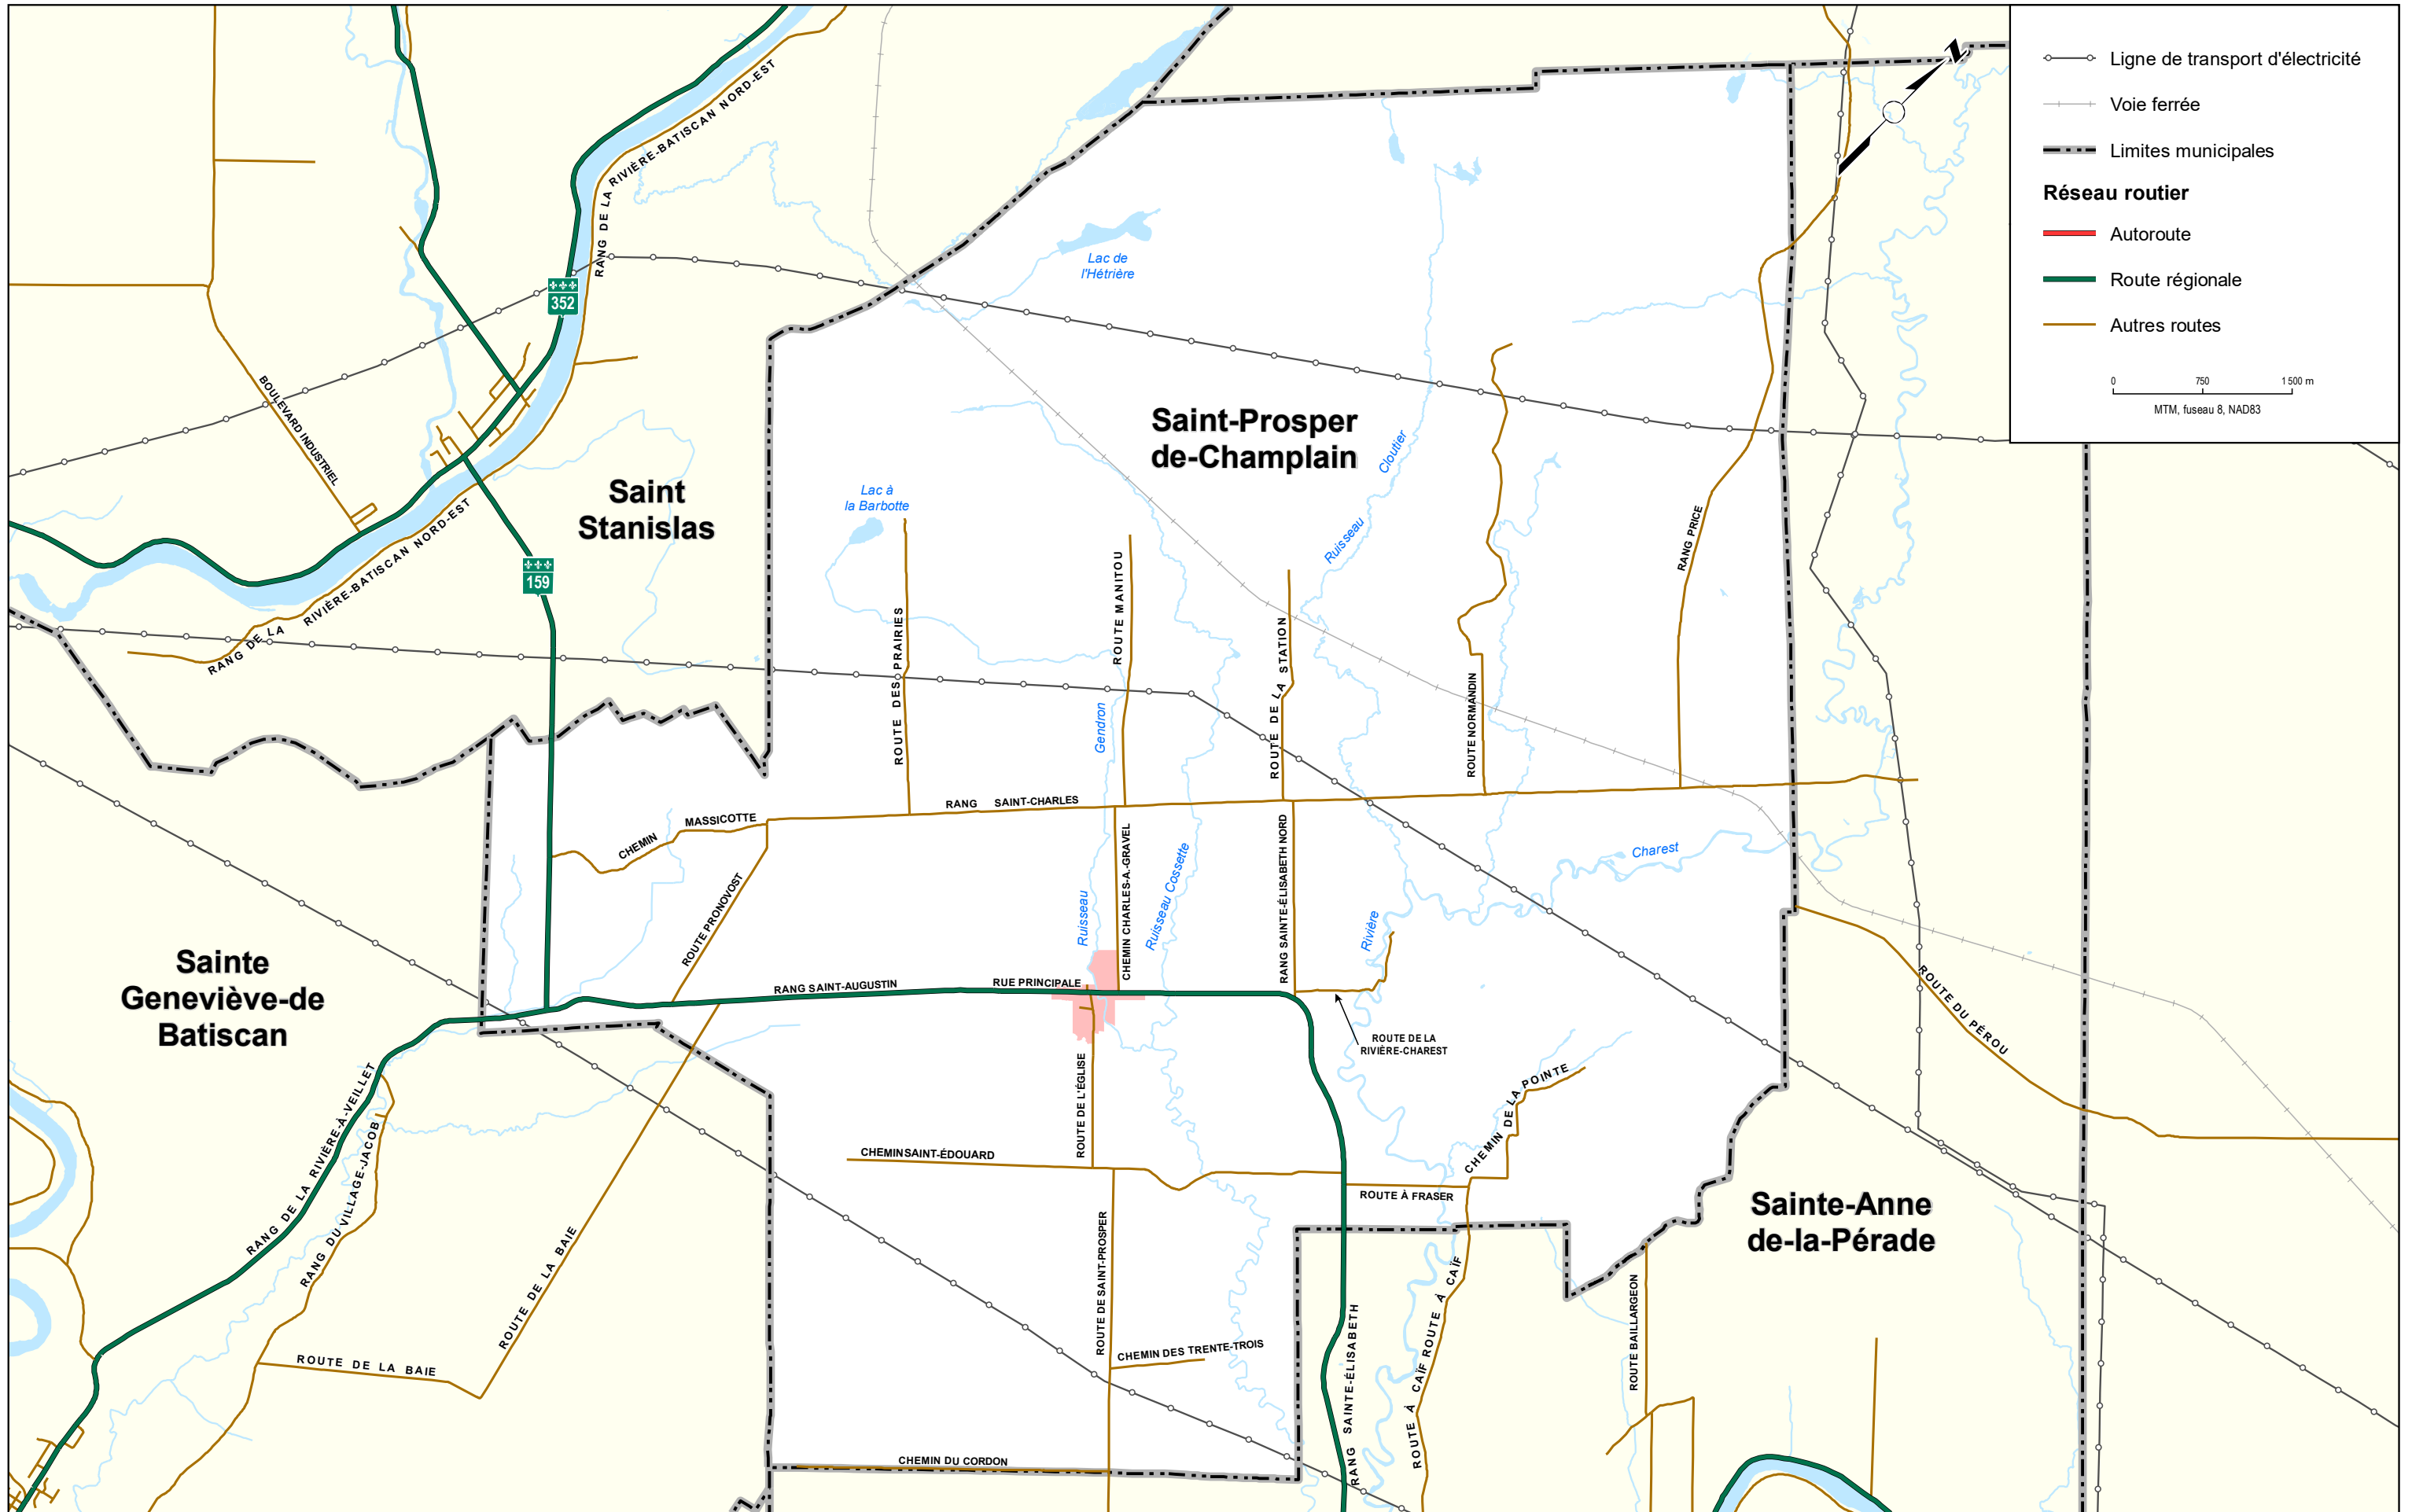 Ligne de transport d'électricité
Voie ferrée
Limites municipales
Réseau routier
Autoroute
Route régionale
Autres routes
0 750 1 500 m
MTM, fuseau 8, NAD83
N
RANG DE LA RIVIÈRE-BATISCAN NORD-EST
352
BOULEVARD INDUSTRIEL
Lac de
l'Hétrière
Saint-Prosper
de-Champlain
Ruisseau Cloutier
Saint
Stanislas
Lac à
la Barbotte
159
RANG DE LA RIVIÈRE-BATISCAN NORD-EST
ROUTE DES PRAIRIES
ROUTE MANITOU
ROUTE DE LA STATION
ROUTE NORMANDIN
RANG PRICE
Ruisseau Gendron
RANG SAINT-CHARLES
CHEMIN MASSICOTTE
ROUTE PRONOVOST
CHEMIN CHARLES-A.-GRAVEL
Ruisseau Cossette
RANG SAINTE-ÉLISABETH NORD
Rivière Charest
Sainte
Geneviève-de
Batiscan
RANG SAINT-AUGUSTIN
RUE PRINCIPALE
ROUTE DE LA
RIVIÈRE-CHAREST
ROUTE DU PÉROU
RANG DE LA RIVIÈRE-À-VEILLET
RANG DU VILLAGE-JACOB
ROUTE DE L'ÉGLISE
CHEMIN DE LA POINTE
CHEMIN SAINT-ÉDOUARD
ROUTE À FRASER
Sainte-Anne
de-la-Pérade
ROUTE DE LA BAIE
ROUTE DE LA BAIE
ROUTE DE SAINT-PROSPER
CHEMIN DES TRENTE-TROIS
RANG SAINTE-ÉLISABETH
ROUTE À CAÏF
ROUTE À CAÏF
ROUTE BAILLARGEON
CHEMIN DU CORDON